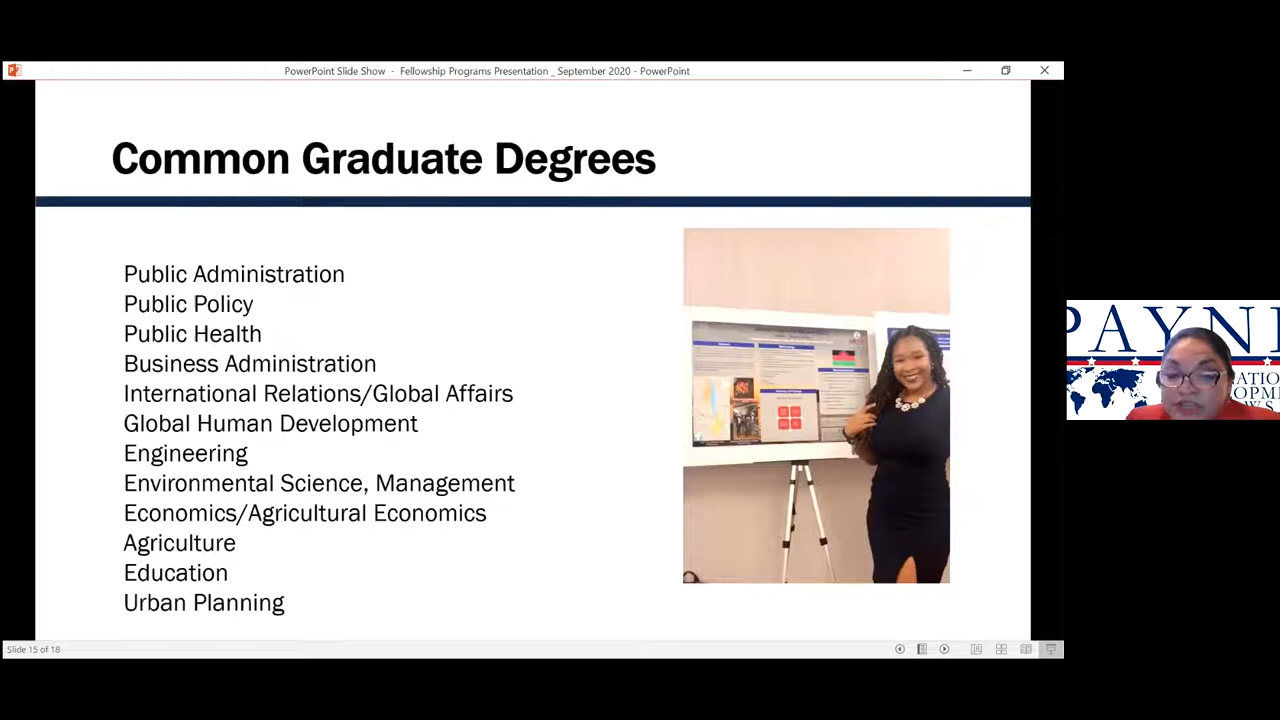 PowerPoint Slide Show - Fellowship Programs Presentation _ September 2020 - PowerPoint
Common Graduate Degrees
Public Administration
Public Policy
Public Health
Business Administration
International Relations/Global Affairs
Global Human Development
Engineering
Environmental Science, Management
Economics/Agricultural Economics
Agriculture
Education
Urban Planning
PAYN
Slide 15 of 18